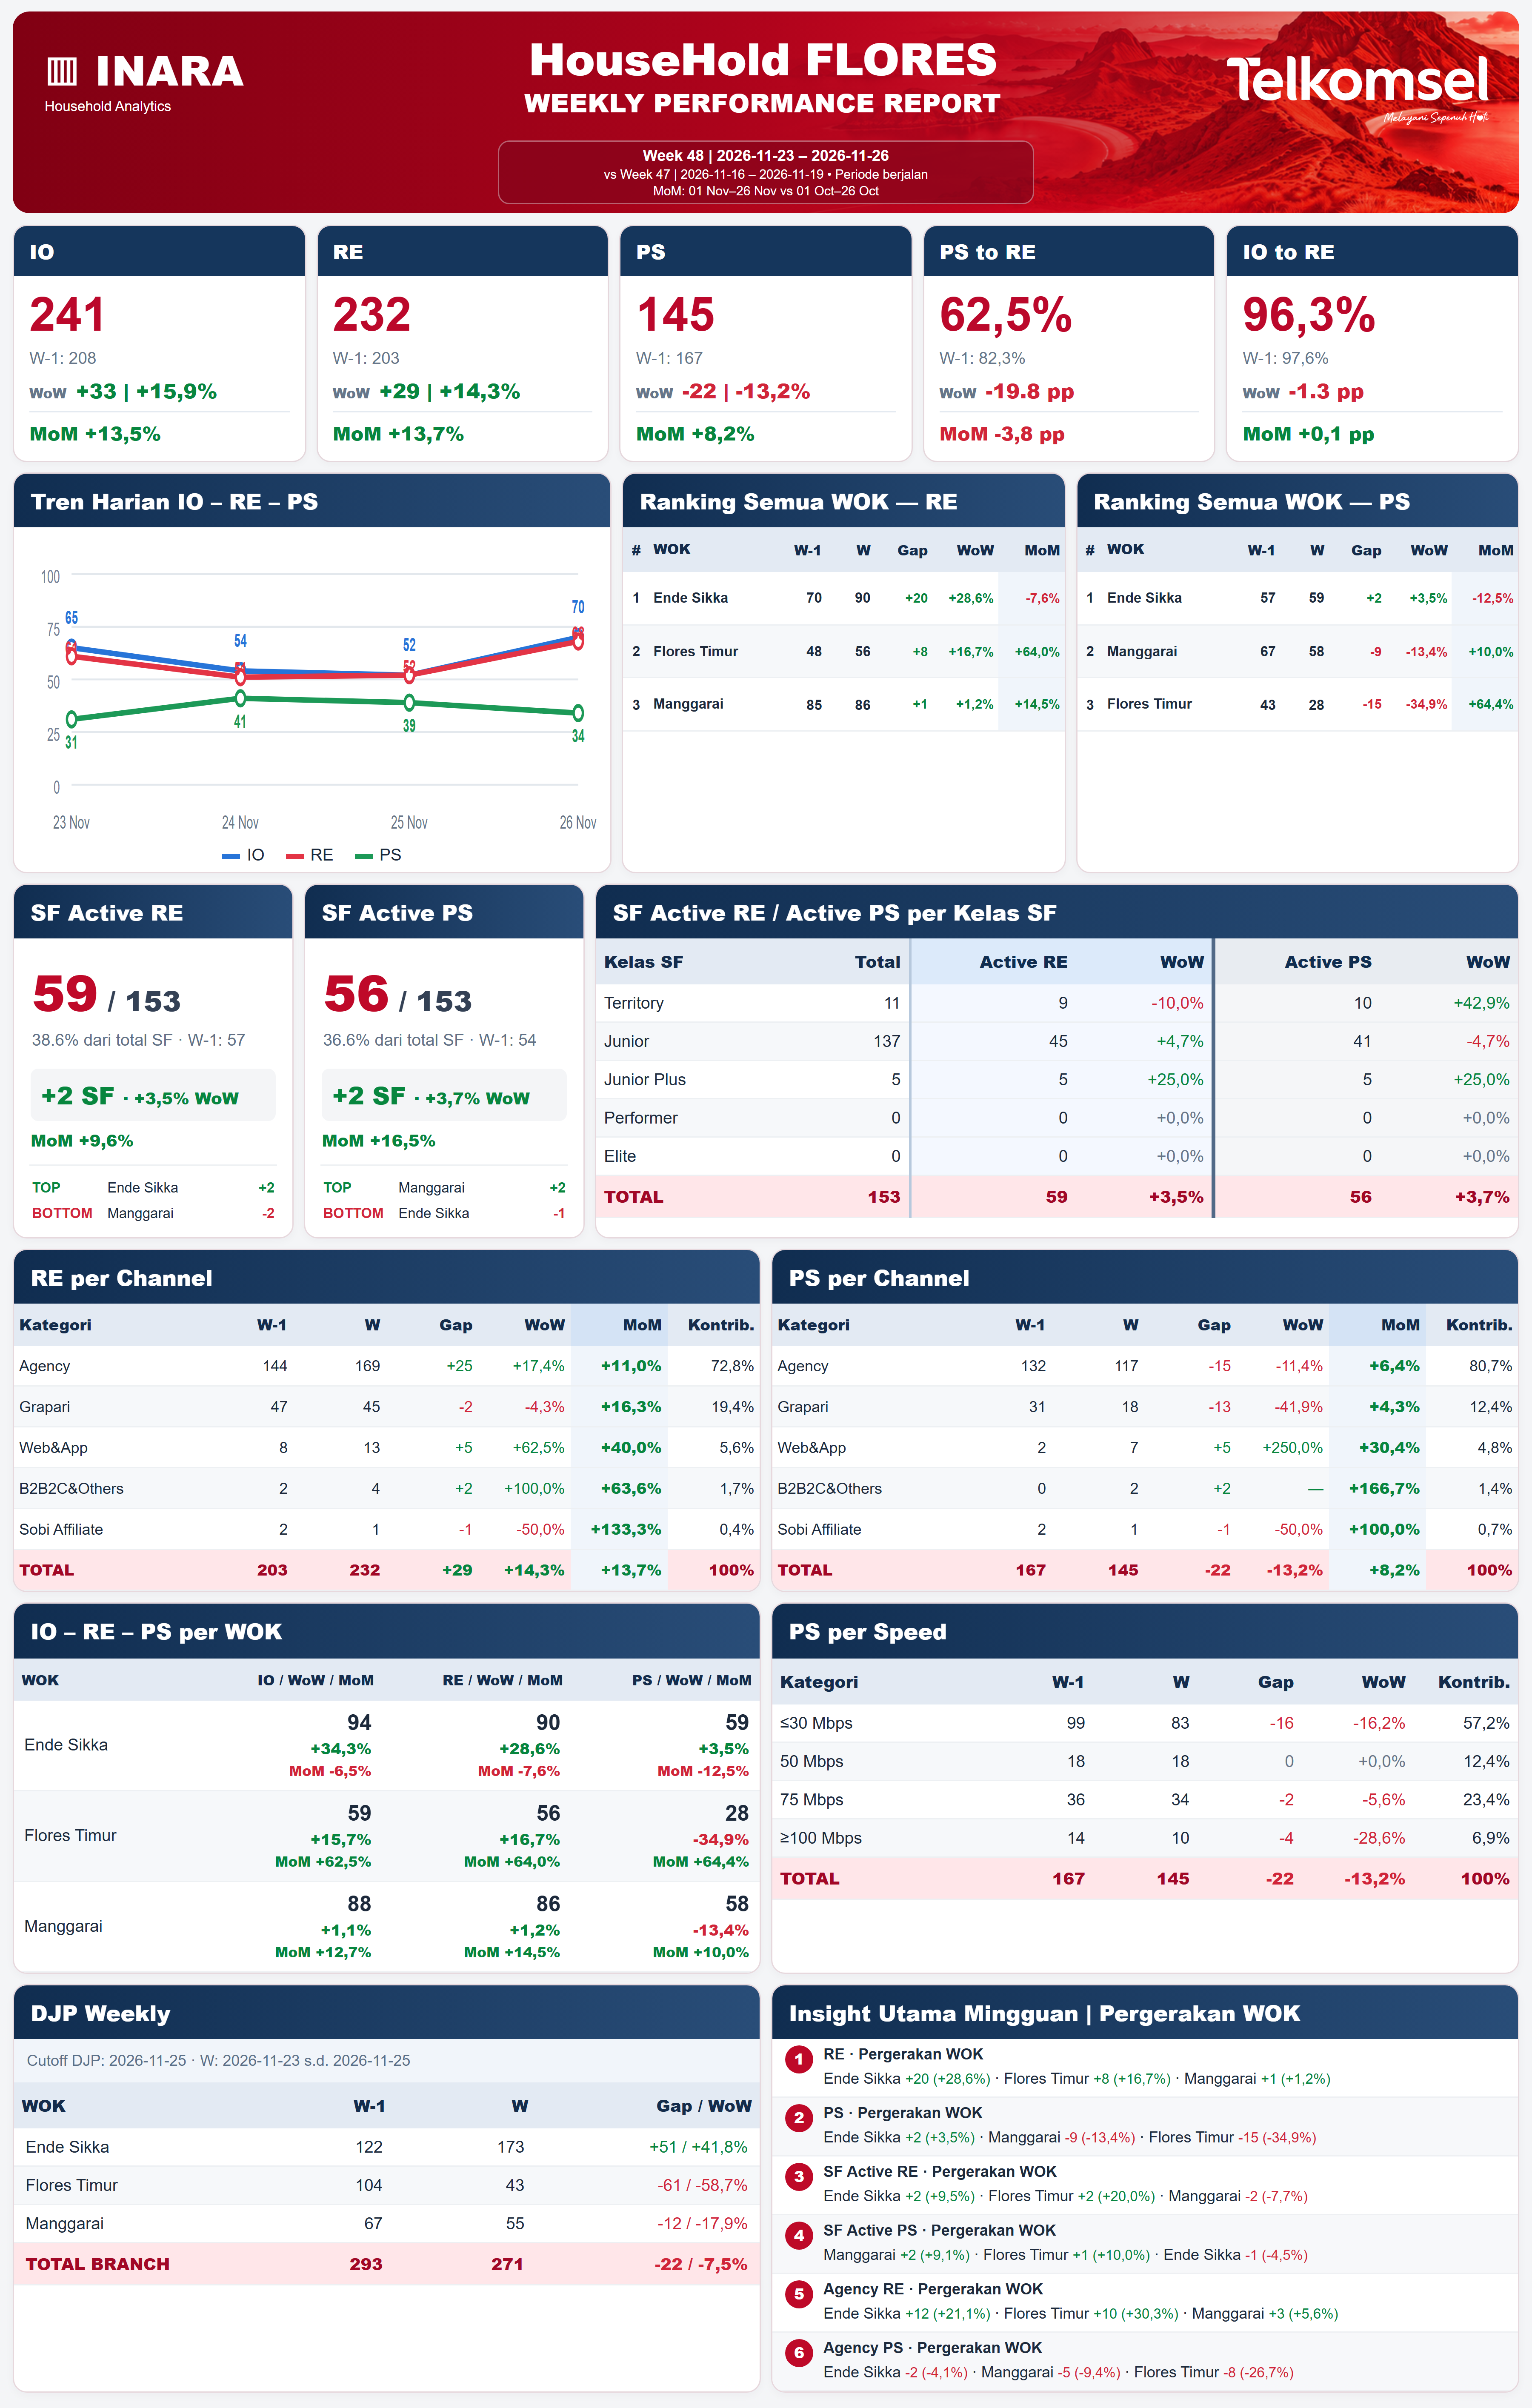 INARA
Household Analytics
HouseHold FLORES
WEEKLY PERFORMANCE REPORT
Week 48 | 2026-11-23 – 2026-11-26
vs Week 47 | 2026-11-16 – 2026-11-19 • Periode berjalan
MoM: 01 Nov–26 Nov vs 01 Oct–26 Oct
Telkomsel
Melayani Sepenuh Hati
IO
241
W-1: 208
WoW +33 | +15,9%
MoM +13,5%
RE
232
W-1: 203
WoW +29 | +14,3%
MoM +13,7%
PS
145
W-1: 167
WoW -22 | -13,2%
MoM +8,2%
PS to RE
62,5%
W-1: 82,3%
WoW -19.8 pp
MoM -3,8 pp
IO to RE
96,3%
W-1: 97,6%
WoW -1.3 pp
MoM +0,1 pp
Tren Harian IO – RE – PS
100
75
50
25
0
65
54
52
70
31
41
39
34
23 Nov
24 Nov
25 Nov
26 Nov
IO RE PS
Ranking Semua WOK — RE
# WOK W-1 W Gap WoW MoM
1 Ende Sikka 70 90 +20 +28,6% -7,6%
2 Flores Timur 48 56 +8 +16,7% +64,0%
3 Manggarai 85 86 +1 +1,2% +14,5%
Ranking Semua WOK — PS
# WOK W-1 W Gap WoW MoM
1 Ende Sikka 57 59 +2 +3,5% -12,5%
2 Manggarai 67 58 -9 -13,4% +10,0%
3 Flores Timur 43 28 -15 -34,9% +64,4%
SF Active RE
59 / 153
38.6% dari total SF · W-1: 57
+2 SF · +3,5% WoW
MoM +9,6%
TOP Ende Sikka +2
BOTTOM Manggarai -2
SF Active PS
56 / 153
36.6% dari total SF · W-1: 54
+2 SF · +3,7% WoW
MoM +16,5%
TOP Manggarai +2
BOTTOM Ende Sikka -1
SF Active RE / Active PS per Kelas SF
Kelas SF Total Active RE WoW Active PS WoW
Territory 11 9 -10,0% 10 +42,9%
Junior 137 45 +4,7% 41 -4,7%
Junior Plus 5 5 +25,0% 5 +25,0%
Performer 0 0 +0,0% 0 +0,0%
Elite 0 0 +0,0% 0 +0,0%
TOTAL 153 59 +3,5% 56 +3,7%
RE per Channel
Kategori W-1 W Gap WoW MoM Kontrib.
Agency 144 169 +25 +17,4% +11,0% 72,8%
Grapari 47 45 -2 -4,3% +16,3% 19,4%
Web&App 8 13 +5 +62,5% +40,0% 5,6%
B2B2C&Others 2 4 +2 +100,0% +63,6% 1,7%
Sobi Affiliate 2 1 -1 -50,0% +133,3% 0,4%
TOTAL 203 232 +29 +14,3% +13,7% 100%
PS per Channel
Kategori W-1 W Gap WoW MoM Kontrib.
Agency 132 117 -15 -11,4% +6,4% 80,7%
Grapari 31 18 -13 -41,9% +4,3% 12,4%
Web&App 2 7 +5 +250,0% +30,4% 4,8%
B2B2C&Others 0 2 +2 — +166,7% 1,4%
Sobi Affiliate 2 1 -1 -50,0% +100,0% 0,7%
TOTAL 167 145 -22 -13,2% +8,2% 100%
IO – RE – PS per WOK
WOK IO / WoW / MoM RE / WoW / MoM PS / WoW / MoM
94 90 59
Ende Sikka +34,3% +28,6% +3,5%
MoM -6,5% MoM -7,6% MoM -12,5%
59 56 28
Flores Timur +15,7% +16,7% -34,9%
MoM +62,5% MoM +64,0% MoM +64,4%
88 86 58
Manggarai +1,1% +1,2% -13,4%
MoM +12,7% MoM +14,5% MoM +10,0%
PS per Speed
Kategori W-1 W Gap WoW Kontrib.
≤30 Mbps 99 83 -16 -16,2% 57,2%
50 Mbps 18 18 0 +0,0% 12,4%
75 Mbps 36 34 -2 -5,6% 23,4%
≥100 Mbps 14 10 -4 -28,6% 6,9%
TOTAL 167 145 -22 -13,2% 100%
DJP Weekly
Cutoff DJP: 2026-11-25 · W: 2026-11-23 s.d. 2026-11-25
WOK W-1 W Gap / WoW
Ende Sikka 122 173 +51 / +41,8%
Flores Timur 104 43 -61 / -58,7%
Manggarai 67 55 -12 / -17,9%
TOTAL BRANCH 293 271 -22 / -7,5%
Insight Utama Mingguan | Pergerakan WOK
1 RE · Pergerakan WOK
Ende Sikka +20 (+28,6%) · Flores Timur +8 (+16,7%) · Manggarai +1 (+1,2%)
2 PS · Pergerakan WOK
Ende Sikka +2 (+3,5%) · Manggarai -9 (-13,4%) · Flores Timur -15 (-34,9%)
3 SF Active RE · Pergerakan WOK
Ende Sikka +2 (+9,5%) · Flores Timur +2 (+20,0%) · Manggarai -2 (-7,7%)
4 SF Active PS · Pergerakan WOK
Manggarai +2 (+9,1%) · Flores Timur +1 (+10,0%) · Ende Sikka -1 (-4,5%)
5 Agency RE · Pergerakan WOK
Ende Sikka +12 (+21,1%) · Flores Timur +10 (+30,3%) · Manggarai +3 (+5,6%)
6 Agency PS · Pergerakan WOK
Ende Sikka -2 (-4,1%) · Manggarai -5 (-9,4%) · Flores Timur -8 (-26,7%)